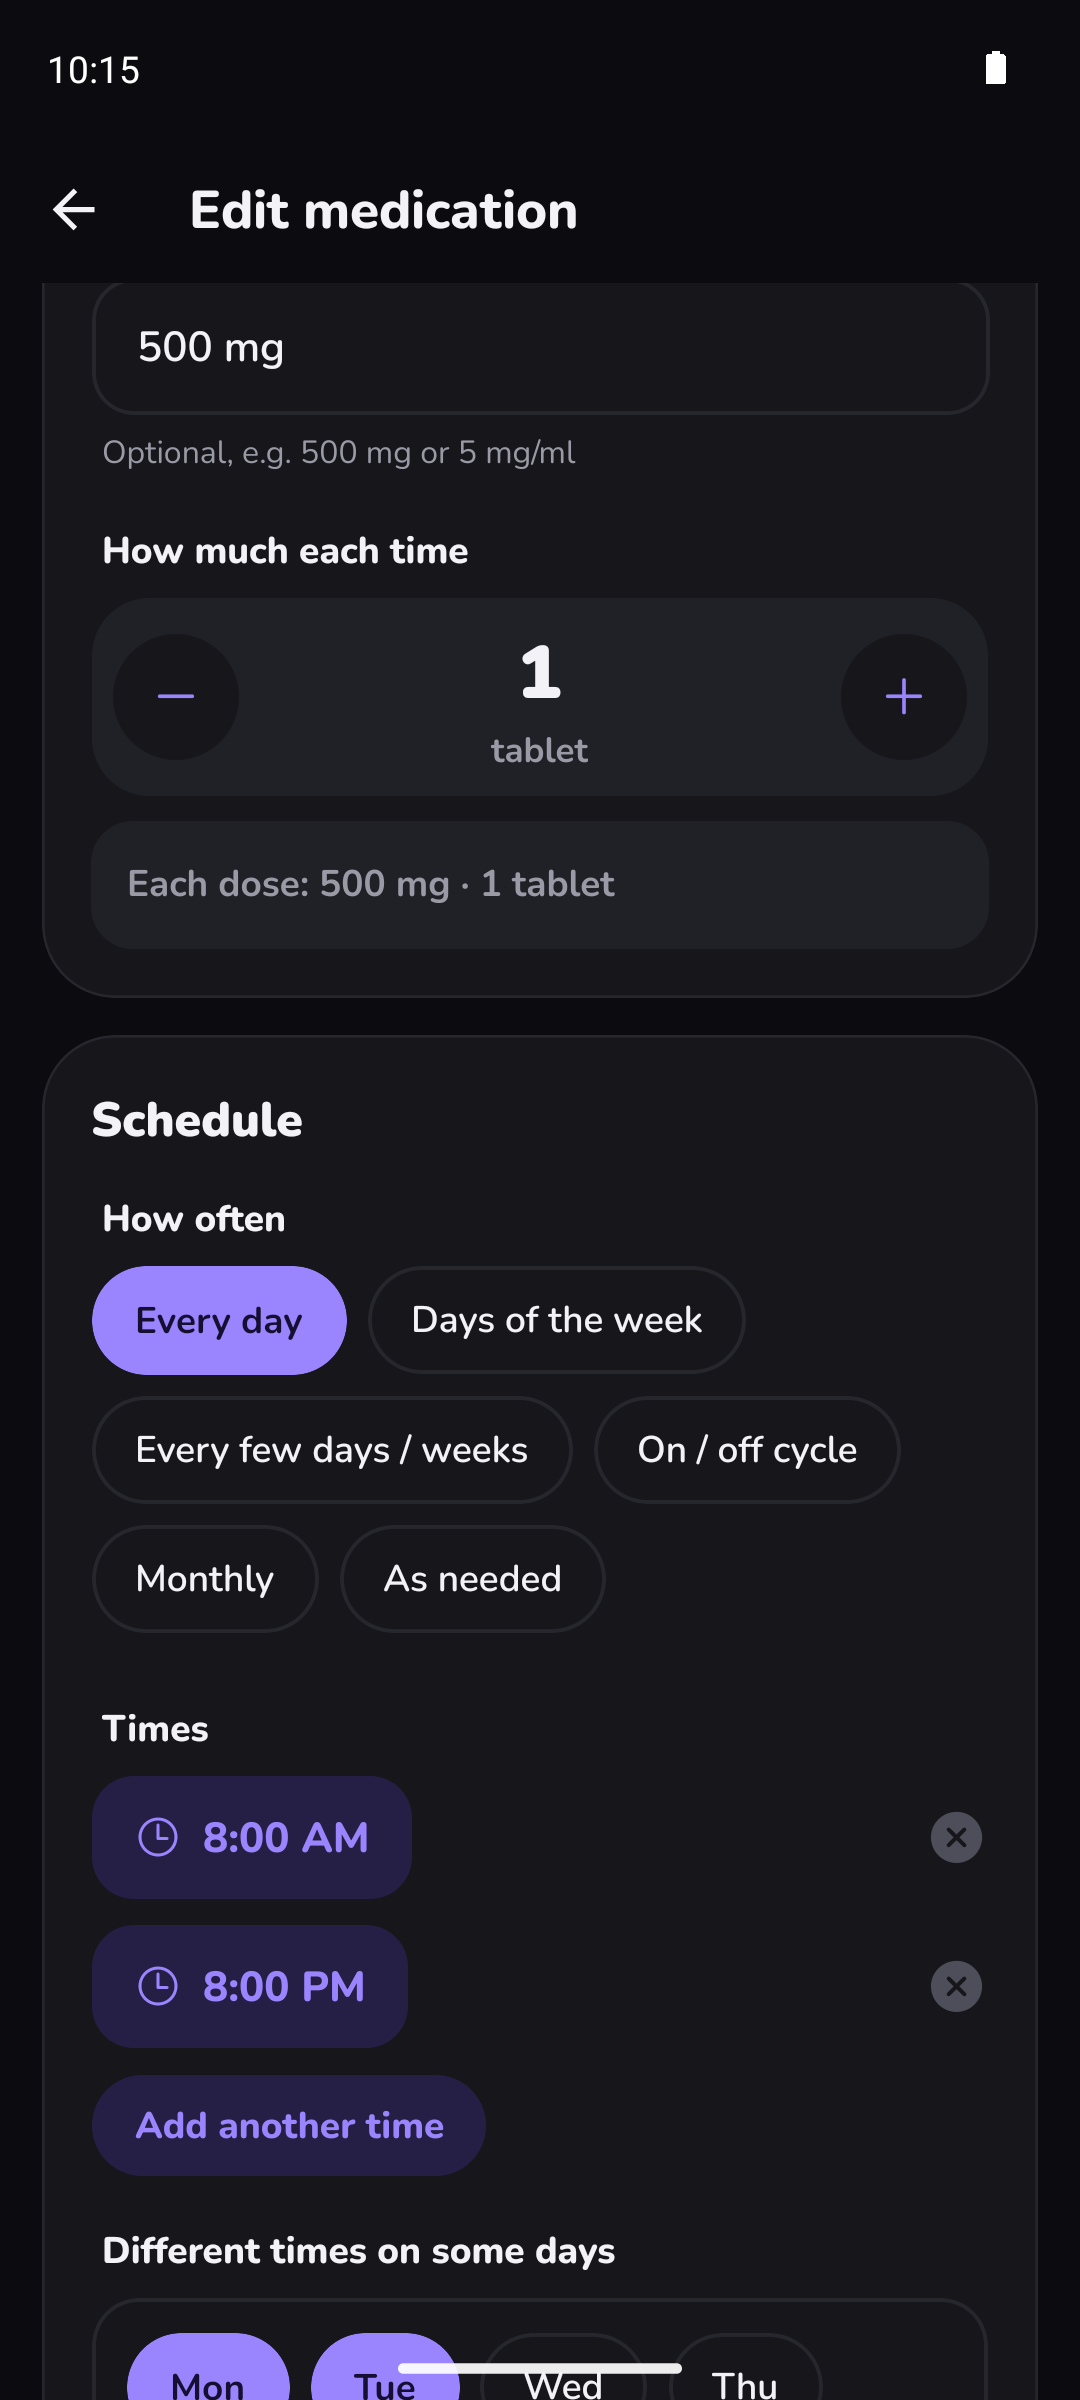 10:15
Edit medication
500 mg
Optional, e.g. 500 mg or 5 mg/ml
How much each time
1
tablet
Each dose: 500 mg · 1 tablet
Schedule
How often
Every day
Days of the week
Every few days / weeks
On / off cycle
Monthly
As needed
Times
8:00 AM
8:00 PM
Add another time
Different times on some days
Mon
Tue
Wed
Thu